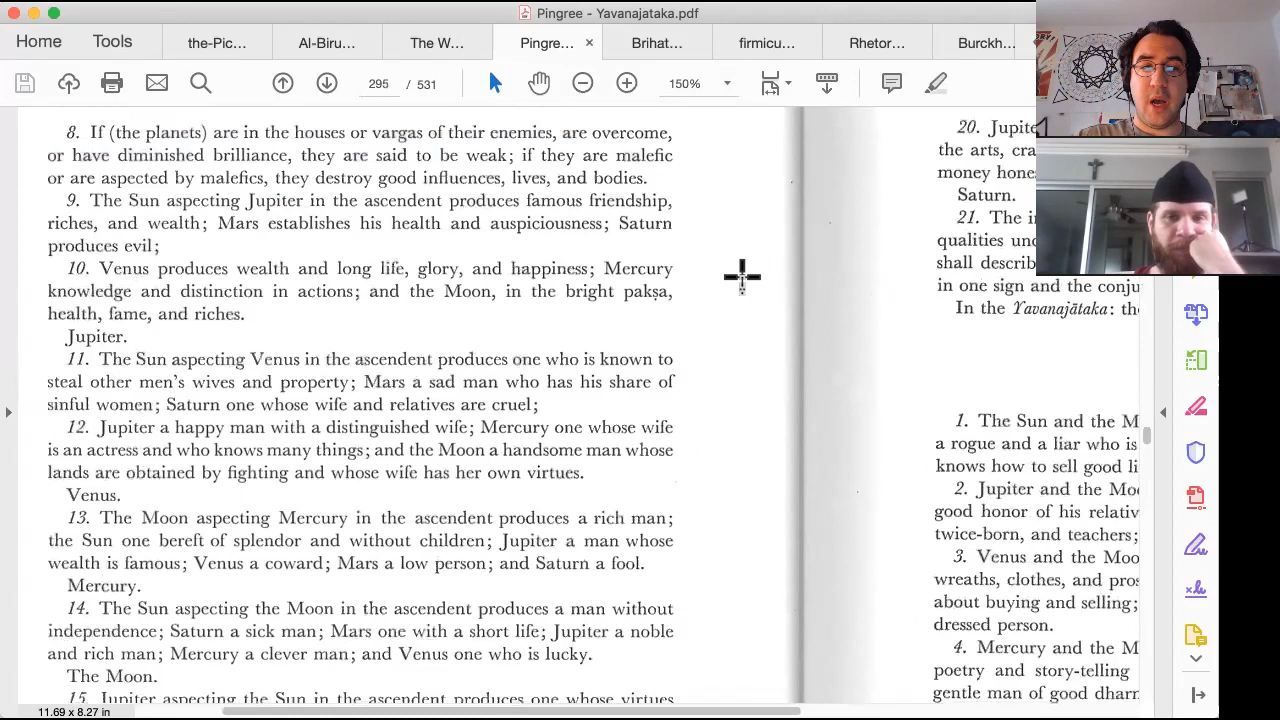 Pingree - Yavanajataka.pdf
Home
Tools
the-Pic...
Al-Biru...
The W...
Pingre...
×
Brihat...
firmicu...
Rhetor...
Burckh
295
/ 531
150%
8. If (the planets) are in the houses or vargas of their enemies, are overcome,
or have diminished brilliance, they are said to be weak; if they are malefic
or are aspected by malefics, they destroy good influences, lives, and bodies.
9. The Sun aspecting Jupiter in the ascendent produces famous friendship,
riches, and wealth; Mars establishes his health and auspiciousness; Saturn
produces evil;
10. Venus produces wealth and long life, glory, and happiness; Mercury
knowledge and distinction in actions; and the Moon, in the bright pakṣa,
health, fame, and riches.
Jupiter.
11. The Sun aspecting Venus in the ascendent produces one who is known to
steal other men's wives and property; Mars a sad man who has his share of
sinful women; Saturn one whose wife and relatives are cruel;
12. Jupiter a happy man with a distinguished wife; Mercury one whose wife
is an actress and who knows many things; and the Moon a handsome man whose
lands are obtained by fighting and whose wife has her own virtues.
Venus.
13. The Moon aspecting Mercury in the ascendent produces a rich man;
the Sun one bereft of splendor and without children; Jupiter a man whose
wealth is famous; Venus a coward; Mars a low person; and Saturn a fool.
Mercury.
14. The Sun aspecting the Moon in the ascendent produces a man without
independence; Saturn a sick man; Mars one with a short life; Jupiter a noble
and rich man; Mercury a clever man; and Venus one who is lucky.
The Moon.
15. Jupiter aspecting the Sun in the ascendent produces one whose virtues
20. Jupite
the arts, cra
money hone
Saturn.
21. The i
qualities un
shall describ
in one sign and the conju
In the Yavanajātaka: th
1. The Sun and the M
a rogue and a liar who is
knows how to sell good li
2. Jupiter and the Moo
good honor of his relativ
twice-born, and teachers;
3. Venus and the Moo
wreaths, clothes, and pros
about buying and selling;
dressed person.
4. Mercury and the M
poetry and story-telling
gentle man of good dharn
11.69 x 8.27 in